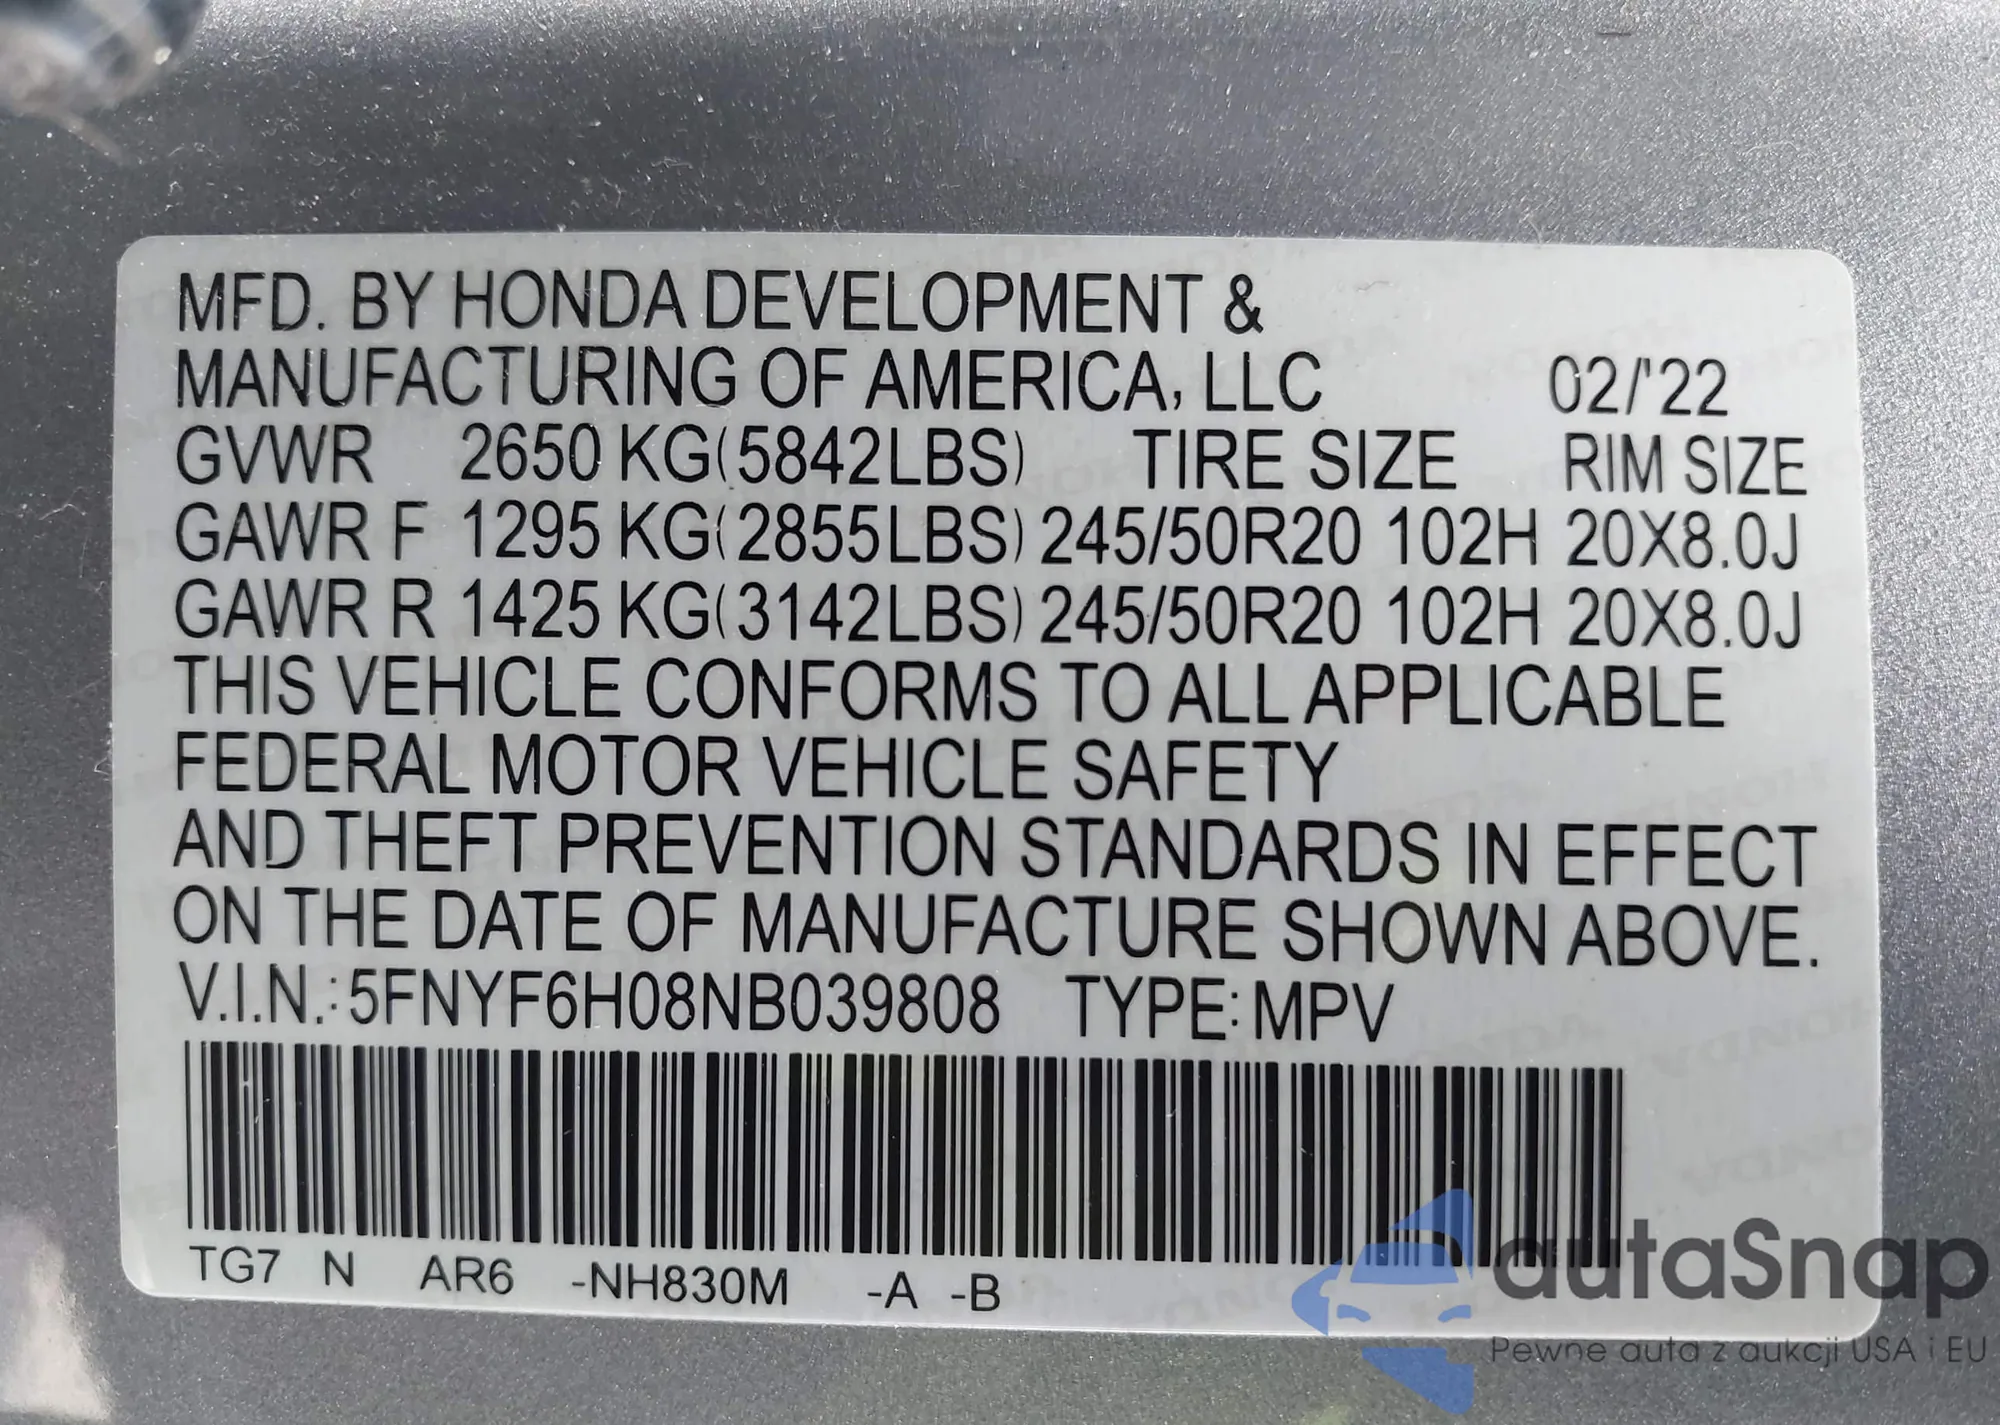 MFD. BY HONDA DEVELOPMENT &
MANUFACTURING OF AMERICA, LLC 02/'22
GVWR 2650 KG(5842LBS) TIRE SIZE RIM SIZE
GAWR F 1295 KG(2855LBS) 245/50R20 102H 20X8.0J
GAWR R 1425 KG(3142LBS) 245/50R20 102H 20X8.0J
THIS VEHICLE CONFORMS TO ALL APPLICABLE
FEDERAL MOTOR VEHICLE SAFETY
AND THEFT PREVENTION STANDARDS IN EFFECT
ON THE DATE OF MANUFACTURE SHOWN ABOVE.
V.I.N.:5FNYF6H08NB039808 TYPE:MPV
TG7 N AR6 -NH830M -A -B
autaSnap
Pewne auta z aukcji USA i EU